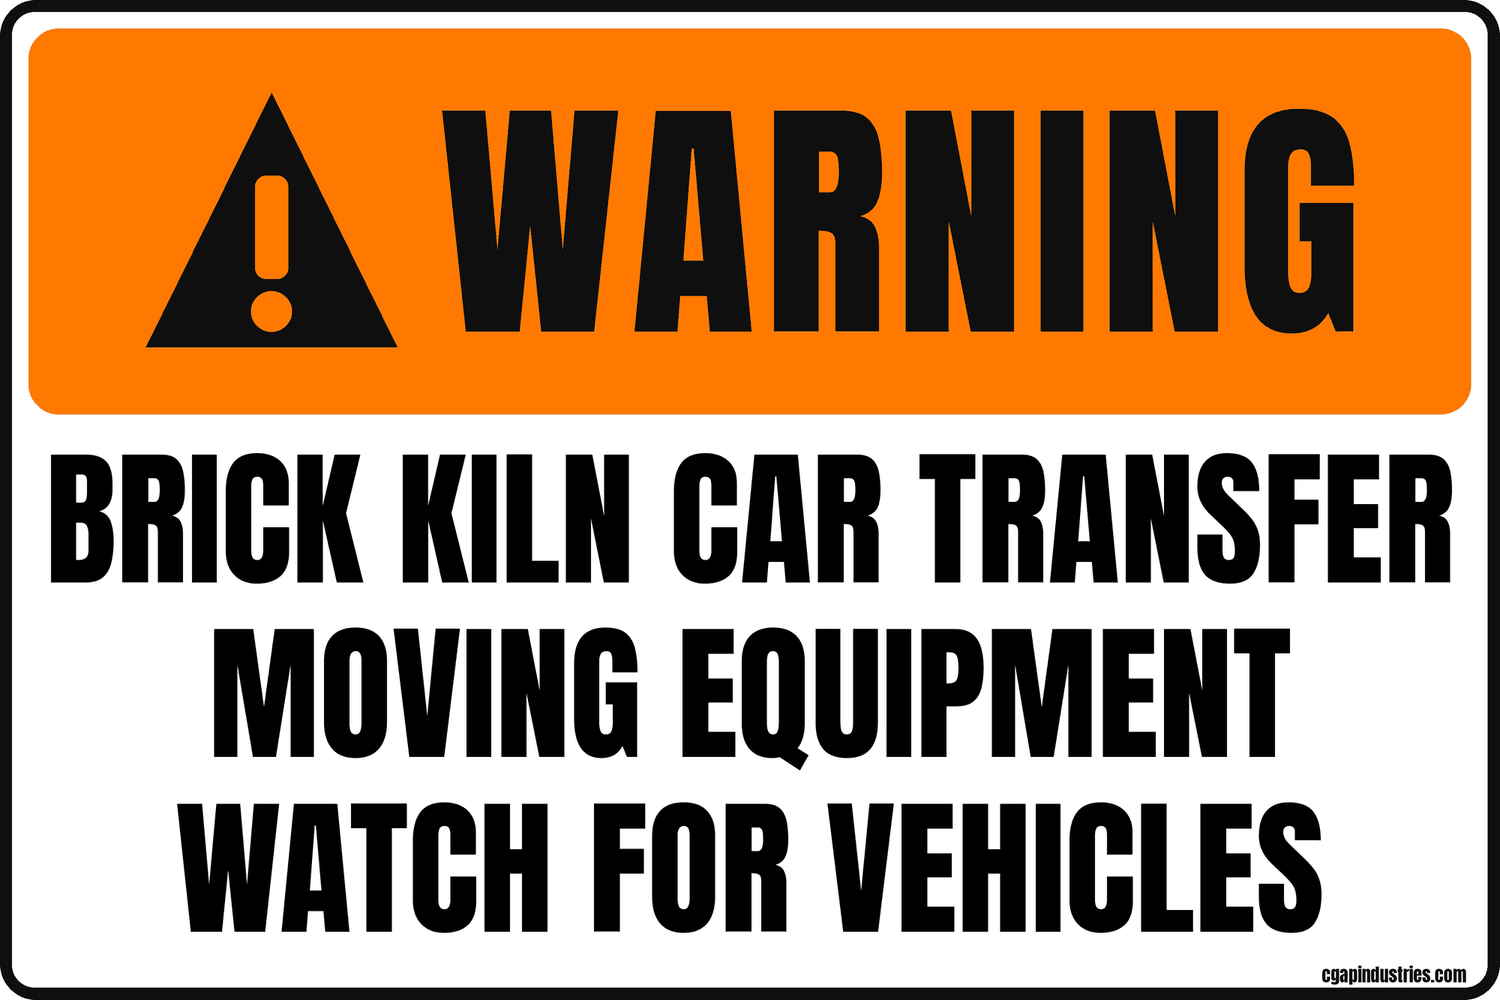 WARNING
BRICK KILN CAR TRANSFER
MOVING EQUIPMENT
WATCH FOR VEHICLES
cgapindustries.com